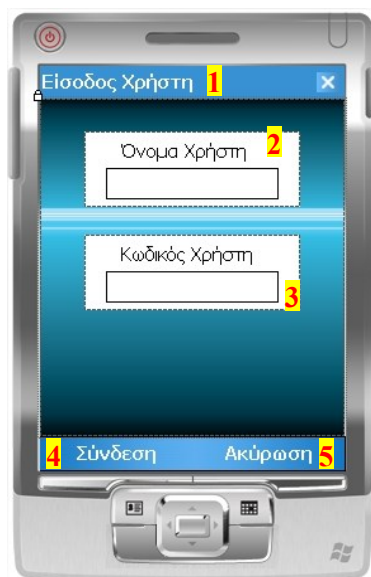 Είσοδος Χρήστη 1
Όνομα Χρήστη 2
Κωδικός Χρήστη
3
4 Σύνδεση Ακύρωση 5